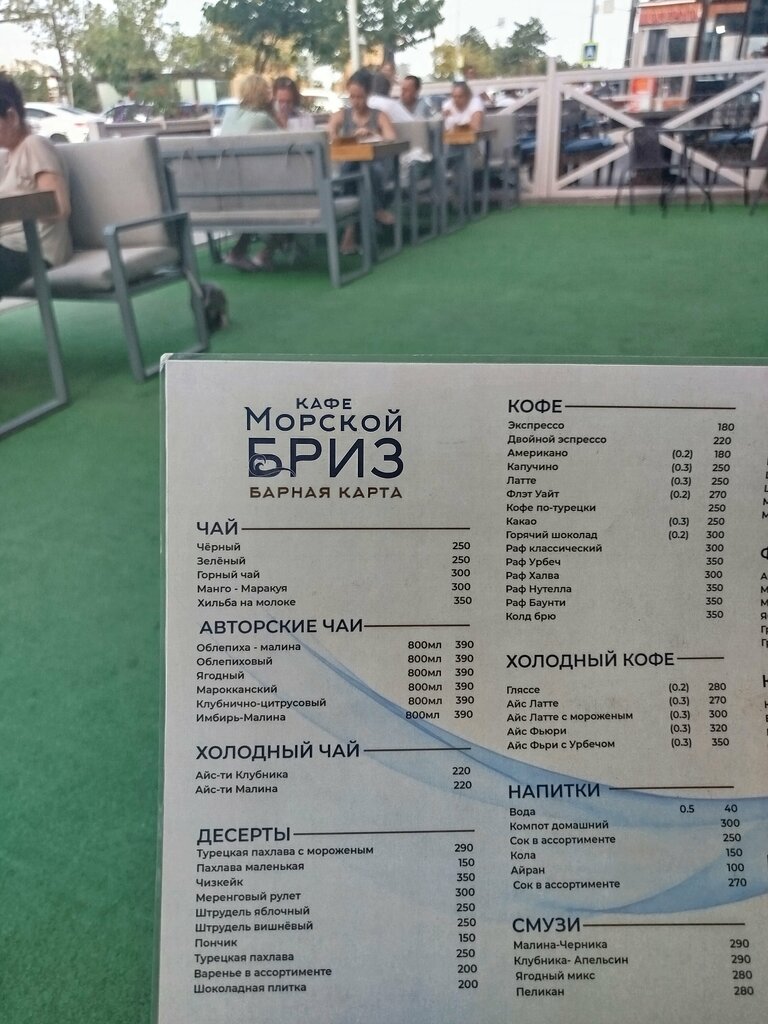 КАФЕ
МОРСКОЙ
БРИЗ
БАРНАЯ КАРТА
ЧАЙ
Чёрный 250
Зелёный 250
Горный чай 300
Манго - Маракуя 300
Хильба на молоке 350
АВТОРСКИЕ ЧАИ
Облепиха - малина 800мл 390
Облепиховый 800мл 390
Ягодный 800мл 390
Марокканский 800мл 390
Клубнично-цитрусовый 800мл 390
Имбирь-Малина 800мл 390
ХОЛОДНЫЙ ЧАЙ
Айс-ти Клубника 220
Айс-ти Малина 220
ДЕСЕРТЫ
Турецкая пахлава с мороженым 290
Пахлава маленькая 150
Чизкейк 350
Меренговый рулет 300
Штрудель яблочный 250
Штрудель вишнёвый 250
Пончик 150
Турецкая пахлава 250
Варенье в ассортименте 200
Шоколадная плитка 200
КОФЕ
Экспрессо 180
Двойной эспрессо 220
Американо (0.2) 180
Капучино (0.3) 250
Латте (0.3) 250
Флэт Уайт (0.2) 270
Кофе по-турецки 250
Какао (0.3) 250
Горячий шоколад (0.2) 300
Раф классический 300
Раф Урбеч 350
Раф Халва 300
Раф Нутелла 350
Раф Баунти 350
Колд брю 350
ХОЛОДНЫЙ КОФЕ
Гляссе (0.2) 280
Айс Латте (0.3) 270
Айс Латте с мороженым (0.3) 300
Айс Фьюри (0.3) 320
Айс Фьри с Урбечом (0.3) 350
НАПИТКИ
Вода 0.5 40
Компот домашний 300
Сок в ассортименте 250
Кола 150
Айран 100
Сок в ассортименте 270
СМУЗИ
Малина-Черника 290
Клубника- Апельсин 290
Ягодный микс 280
Пеликан 280